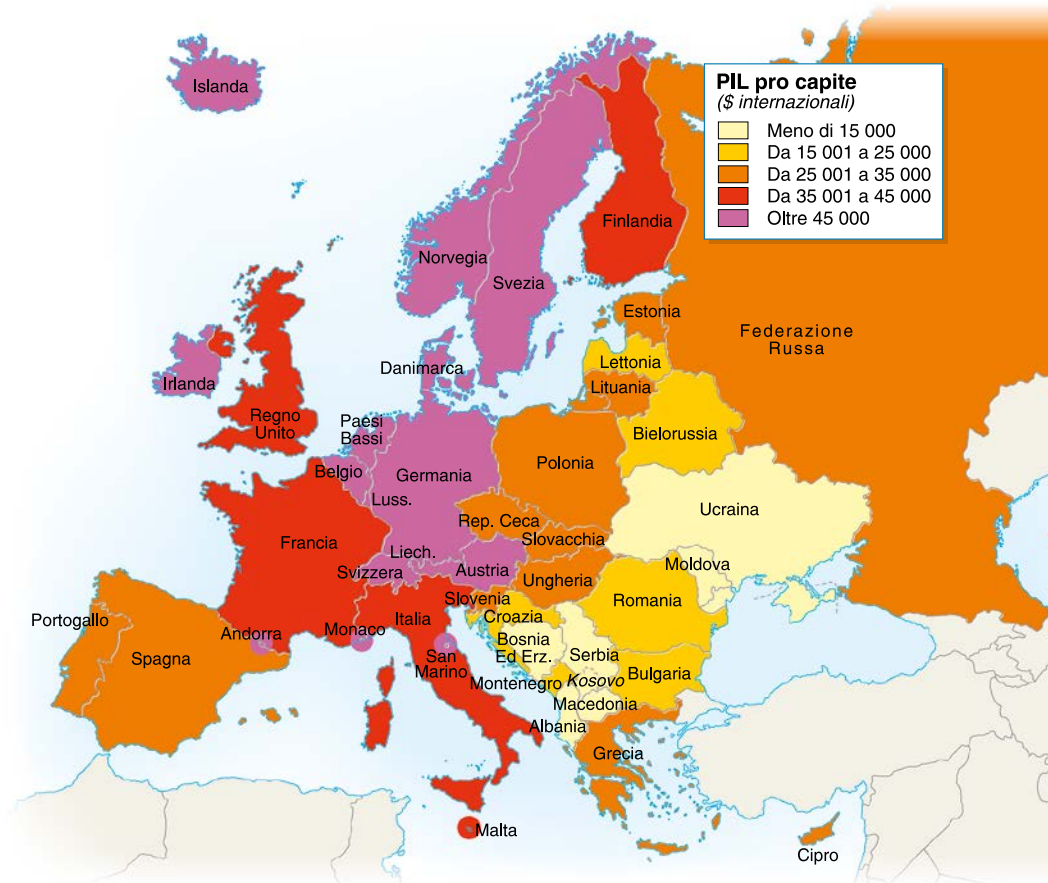 PIL pro capite
($ internazionali)
Meno di 15 000
Da 15 001 a 25 000
Da 25 001 a 35 000
Da 35 001 a 45 000
Oltre 45 000
Islanda
Norvegia
Svezia
Finlandia
Estonia
Federazione
Russa
Lettonia
Danimarca
Lituania
Irlanda
Regno
Unito
Paesi
Bassi
Bielorussia
Belgio
Germania
Polonia
Luss.
Ucraina
Rep. Ceca
Slovacchia
Francia
Liech.
Svizzera
Austria
Moldova
Ungheria
Slovenia
Romania
Portogallo
Andorra
Monaco
Italia
Croazia
Spagna
San
Marino
Bosnia
Ed Erz.
Serbia
Montenegro
Kosovo
Bulgaria
Macedonia
Albania
Grecia
Malta
Cipro